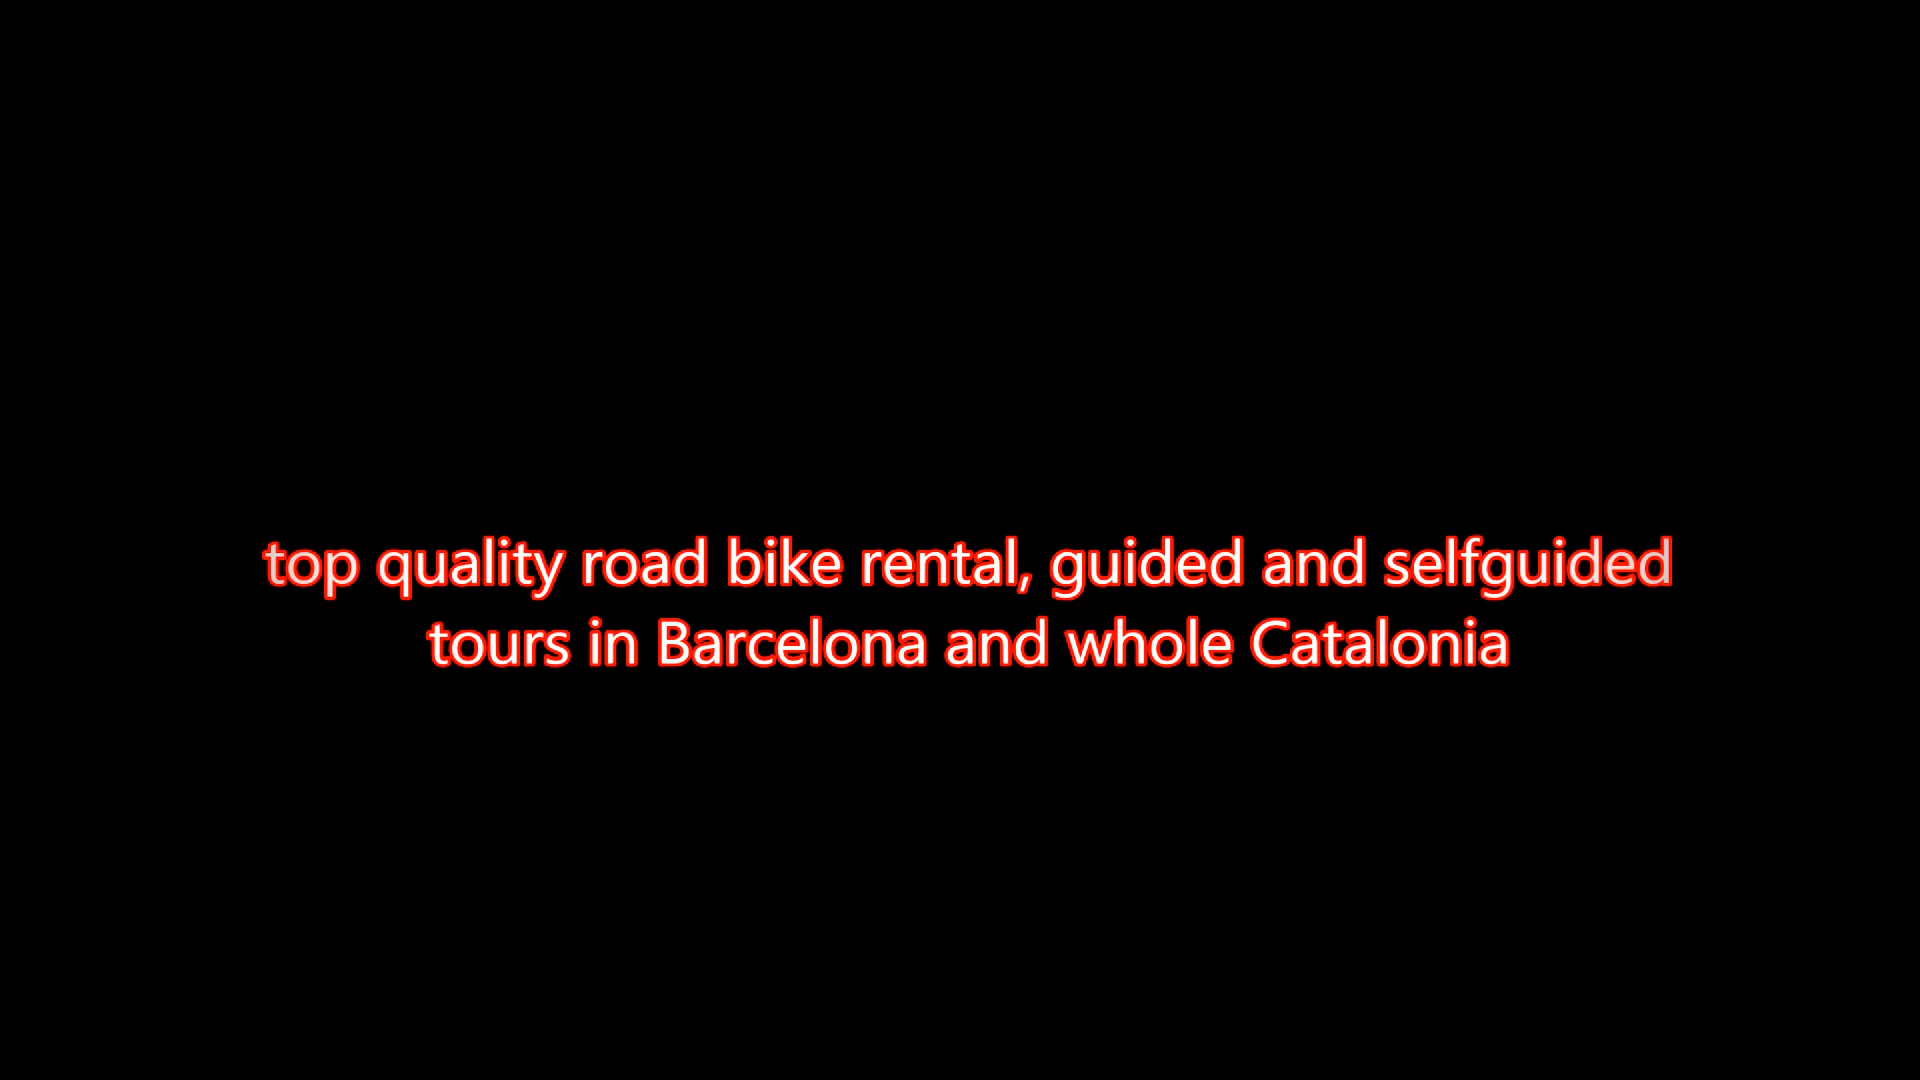 top quality road bike rental, guided and selfguided
tours in Barcelona and whole Catalonia